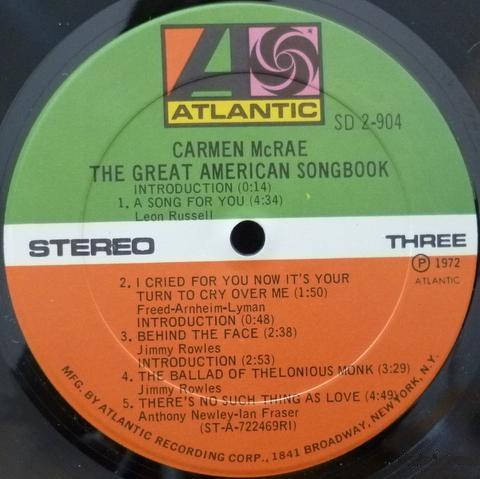 ATLANTIC
SD 2-904
CARMEN McRAE
THE GREAT AMERICAN SONGBOOK
INTRODUCTION (0:14)
1. A SONG FOR YOU (4:34)
Leon Russell
STEREO
THREE
℗ 1972
ATLANTIC
2. I CRIED FOR YOU NOW IT'S YOUR
TURN TO CRY OVER ME (1:50)
Freed-Arnheim-Lyman
INTRODUCTION (0:48)
3. BEHIND THE FACE (2:38)
Jimmy Rowles
INTRODUCTION (2:53)
4. THE BALLAD OF THELONIOUS MONK (3:29)
Jimmy Rowles
5. THERE'S NO SUCH THING AS LOVE (4:49)
Anthony Newley-Ian Fraser
(ST-A-722469RI)
MFG. BY ATLANTIC RECORDING CORP., 1841 BROADWAY, NEW YORK, N.Y.